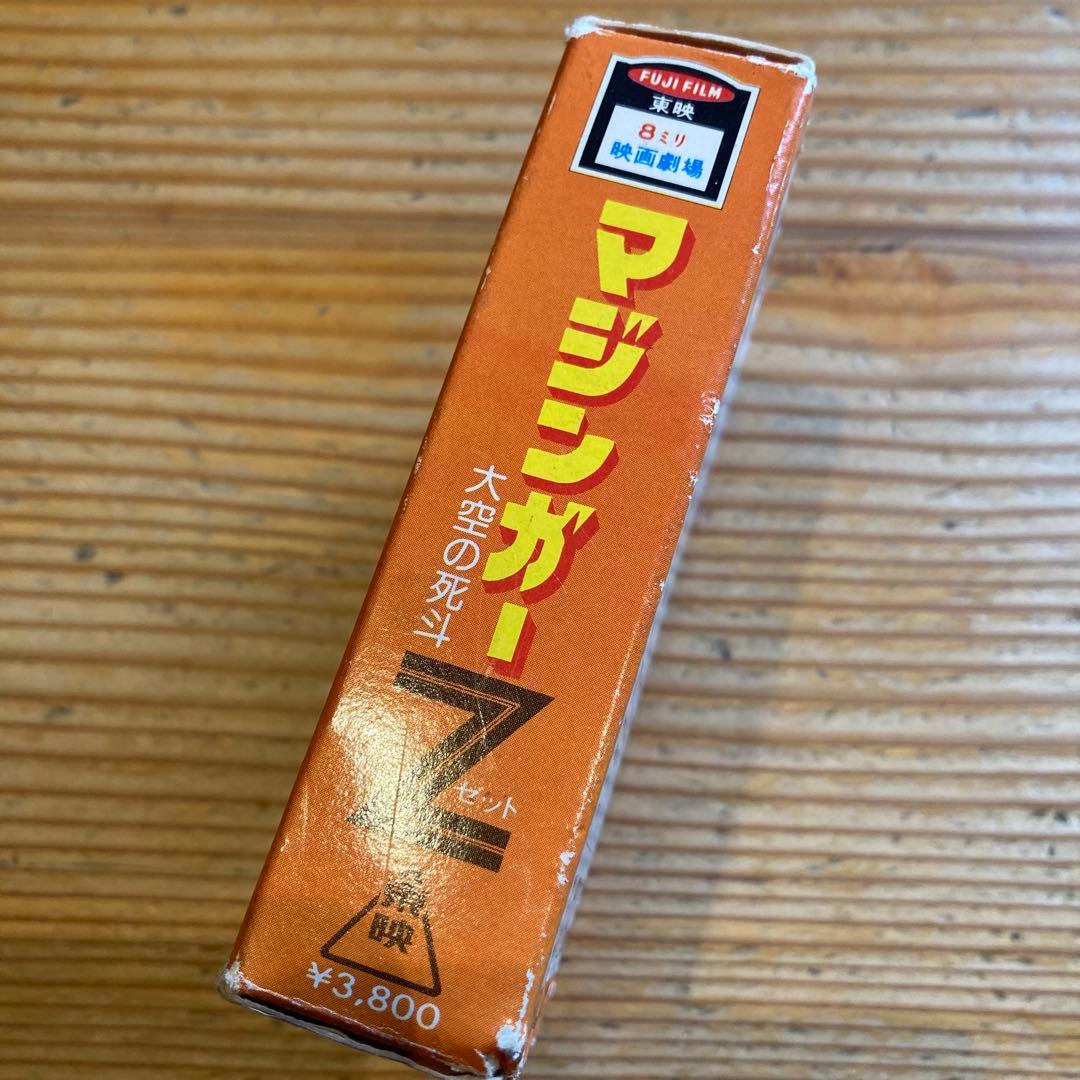 FUJI FILM
東映
8ミリ
映画劇場
マジンガー
Z
ゼット
大空の死斗
東映
¥3,800